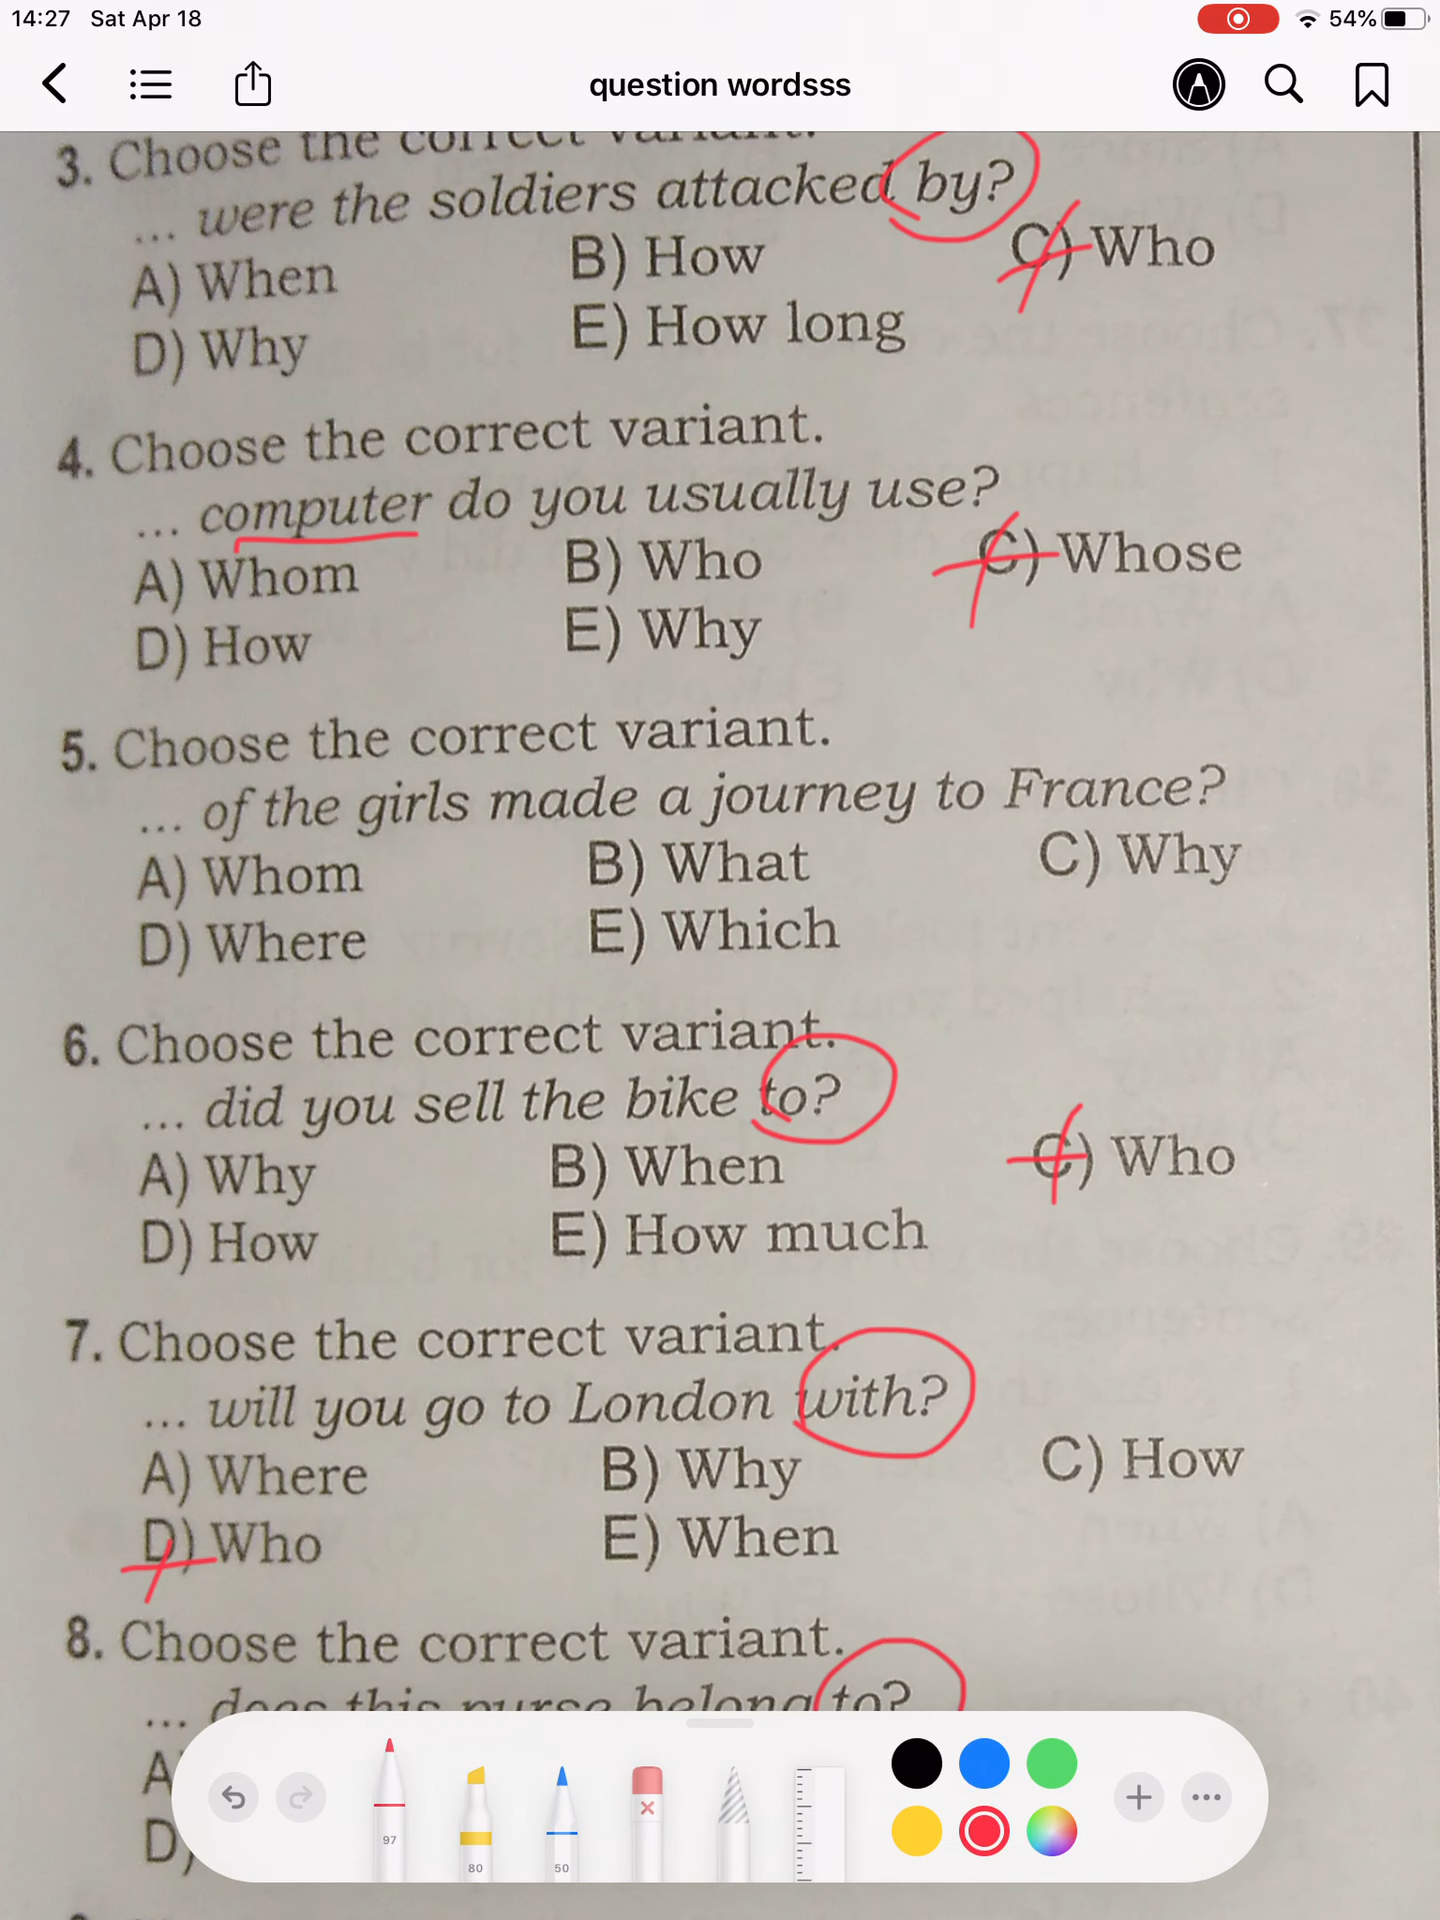 14:27 Sat Apr 18
54%
question wordsss
3. Choose the correct variant.
... were the soldiers attacked by?
A) When B) How C) Who
D) Why E) How long
4. Choose the correct variant.
... computer do you usually use?
A) Whom B) Who C) Whose
D) How E) Why
5. Choose the correct variant.
... of the girls made a journey to France?
A) Whom B) What C) Why
D) Where E) Which
6. Choose the correct variant.
... did you sell the bike to?
A) Why B) When C) Who
D) How E) How much
7. Choose the correct variant.
... will you go to London with?
A) Where B) Why C) How
D) Who E) When
8. Choose the correct variant.
... does this purse belong to?
A
D)
97
80
50